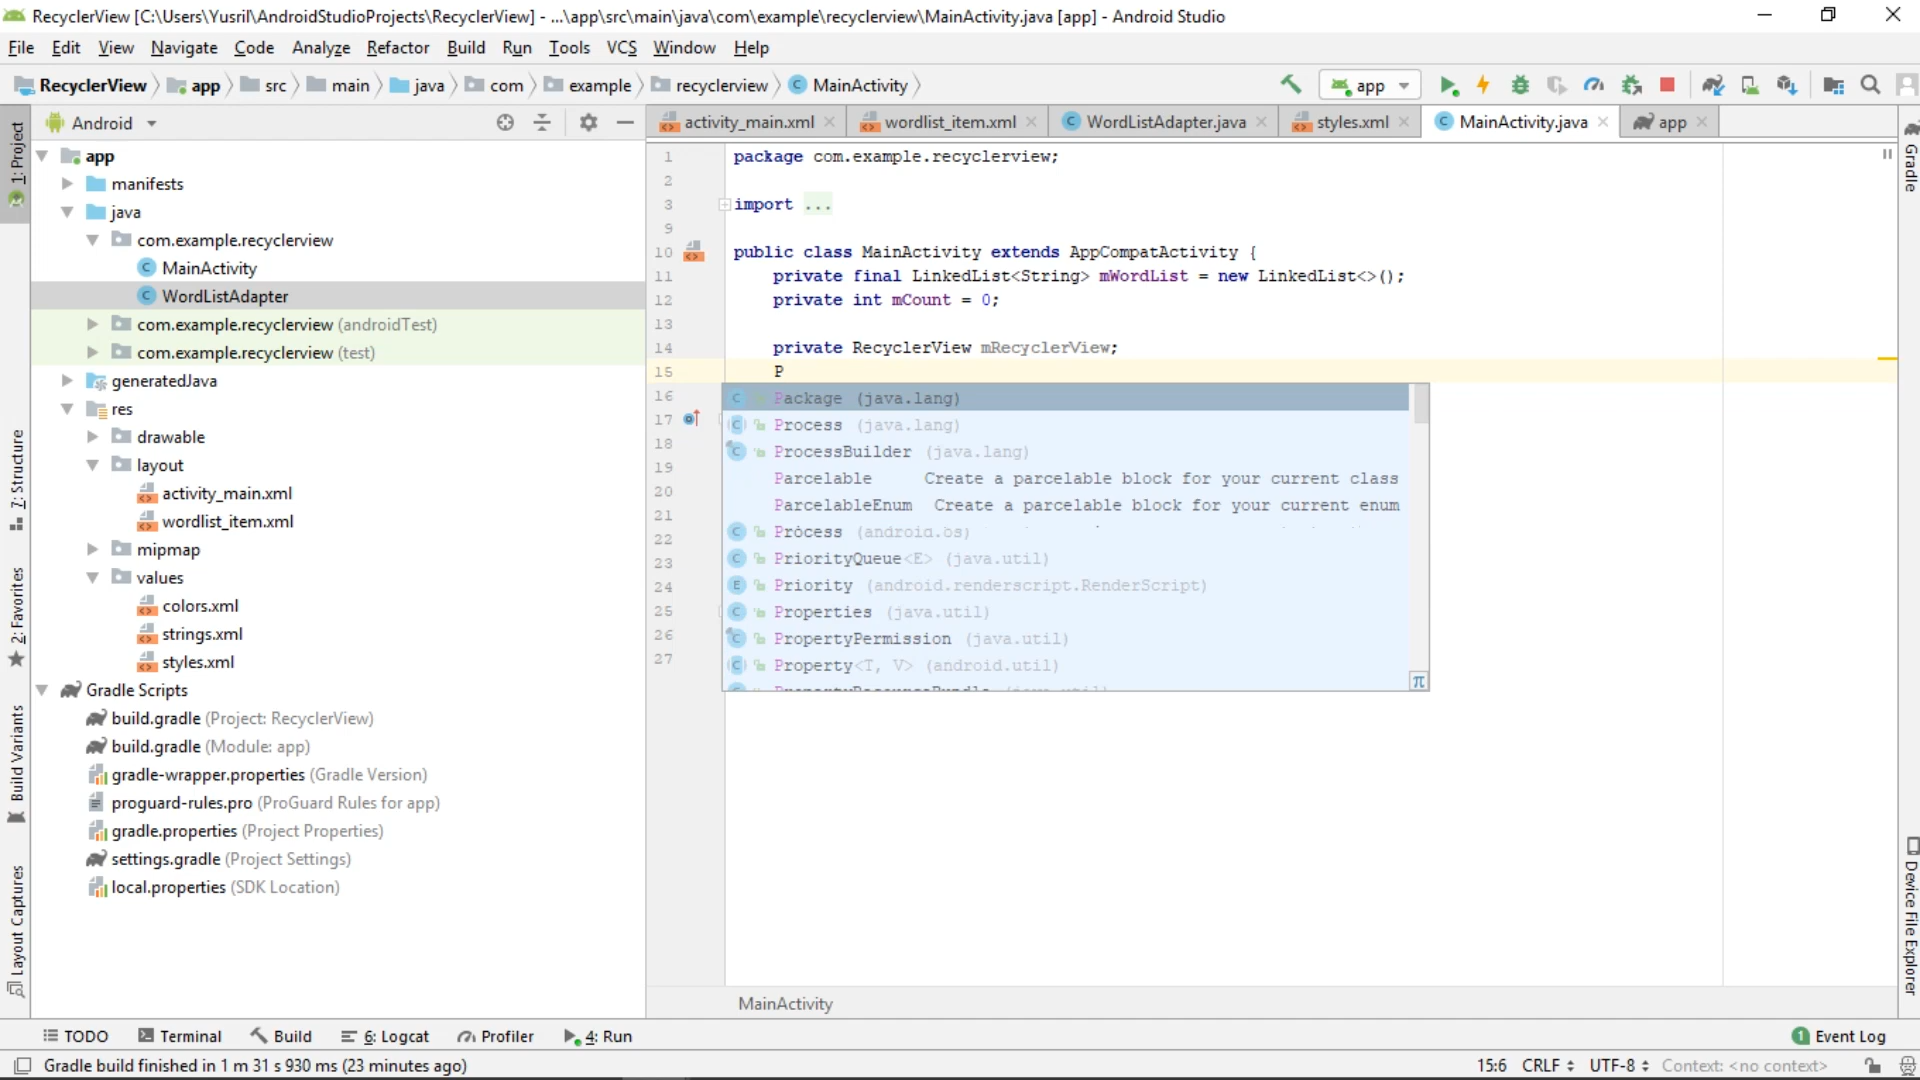 RecyclerView [C:\Users\Yusril\AndroidStudioProjects\RecyclerView] - ...\app\src\main\java\com\example\recyclerview\MainActivity.java [app] - Android Studio
File Edit View Navigate Code Analyze Refactor Build Run Tools VCS Window Help
RecyclerView app src main java com example recyclerview MainActivity app
Android
activity_main.xml wordlist_item.xml WordListAdapter.java styles.xml MainActivity.java app
1: Project
7: Structure
2: Favorites
Build Variants
Layout Captures
app
manifests
java
com.example.recyclerview
MainActivity
WordListAdapter
com.example.recyclerview (androidTest)
com.example.recyclerview (test)
generatedJava
res
drawable
layout
activity_main.xml
wordlist_item.xml
mipmap
values
colors.xml
strings.xml
styles.xml
Gradle Scripts
build.gradle (Project: RecyclerView)
build.gradle (Module: app)
gradle-wrapper.properties (Gradle Version)
proguard-rules.pro (ProGuard Rules for app)
gradle.properties (Project Properties)
settings.gradle (Project Settings)
local.properties (SDK Location)
1 package com.example.recyclerview;
2
3 import ...
9
10 public class MainActivity extends AppCompatActivity {
11 private final LinkedList<String> mWordList = new LinkedList<>();
12 private int mCount = 0;
13
14 private RecyclerView mRecyclerView;
15 P
16
17
18
19
20
21
22
23
24
25
26
27
Package (java.lang)
Process (java.lang)
ProcessBuilder (java.lang)
Parcelable Create a parcelable block for your current class
ParcelableEnum Create a parcelable block for your current enum
Process (android.os)
PriorityQueue<E> (java.util)
Priority (android.renderscript.RenderScript)
Properties (java.util)
PropertyPermission (java.util)
Property<T, V> (android.util)
π
MainActivity
Gradle
Device File Explorer
TODO Terminal Build 6: Logcat Profiler 4: Run 1 Event Log
Gradle build finished in 1 m 31 s 930 ms (23 minutes ago) 15:6 CRLF UTF-8 Context: <no context>